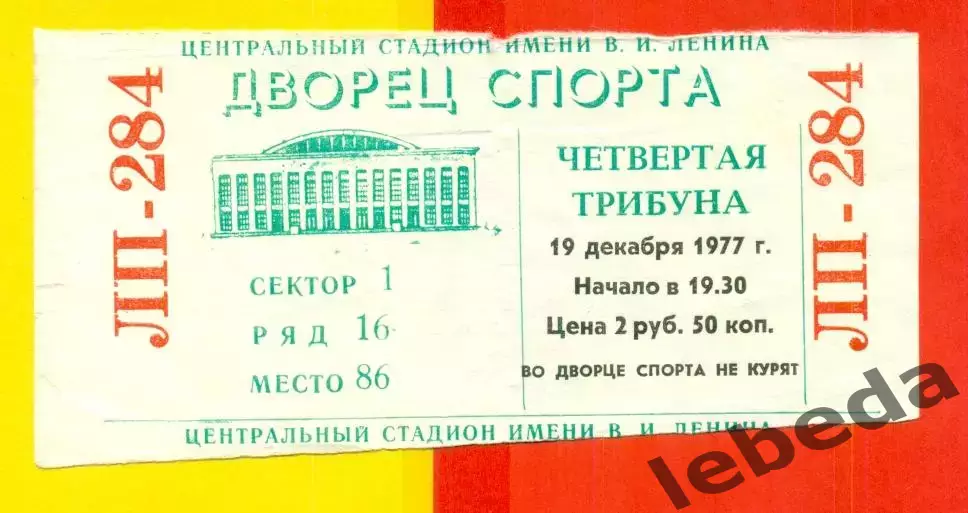 ЦЕНТРАЛЬНЫЙ СТАДИОН ИМЕНИ В. И. ЛЕНИНА
ДВОРЕЦ СПОРТА
ЛП-284
СЕКТОР 1
РЯД 16
МЕСТО 86
ЧЕТВЕРТАЯ
ТРИБУНА
19 декабря 1977 г.
Начало в 19.30
Цена 2 руб. 50 коп.
ВО ДВОРЦЕ СПОРТА НЕ КУРЯТ
ЛП-284
ЦЕНТРАЛЬНЫЙ СТАДИОН ИМЕНИ В. И. ЛЕНИНА
lebeda